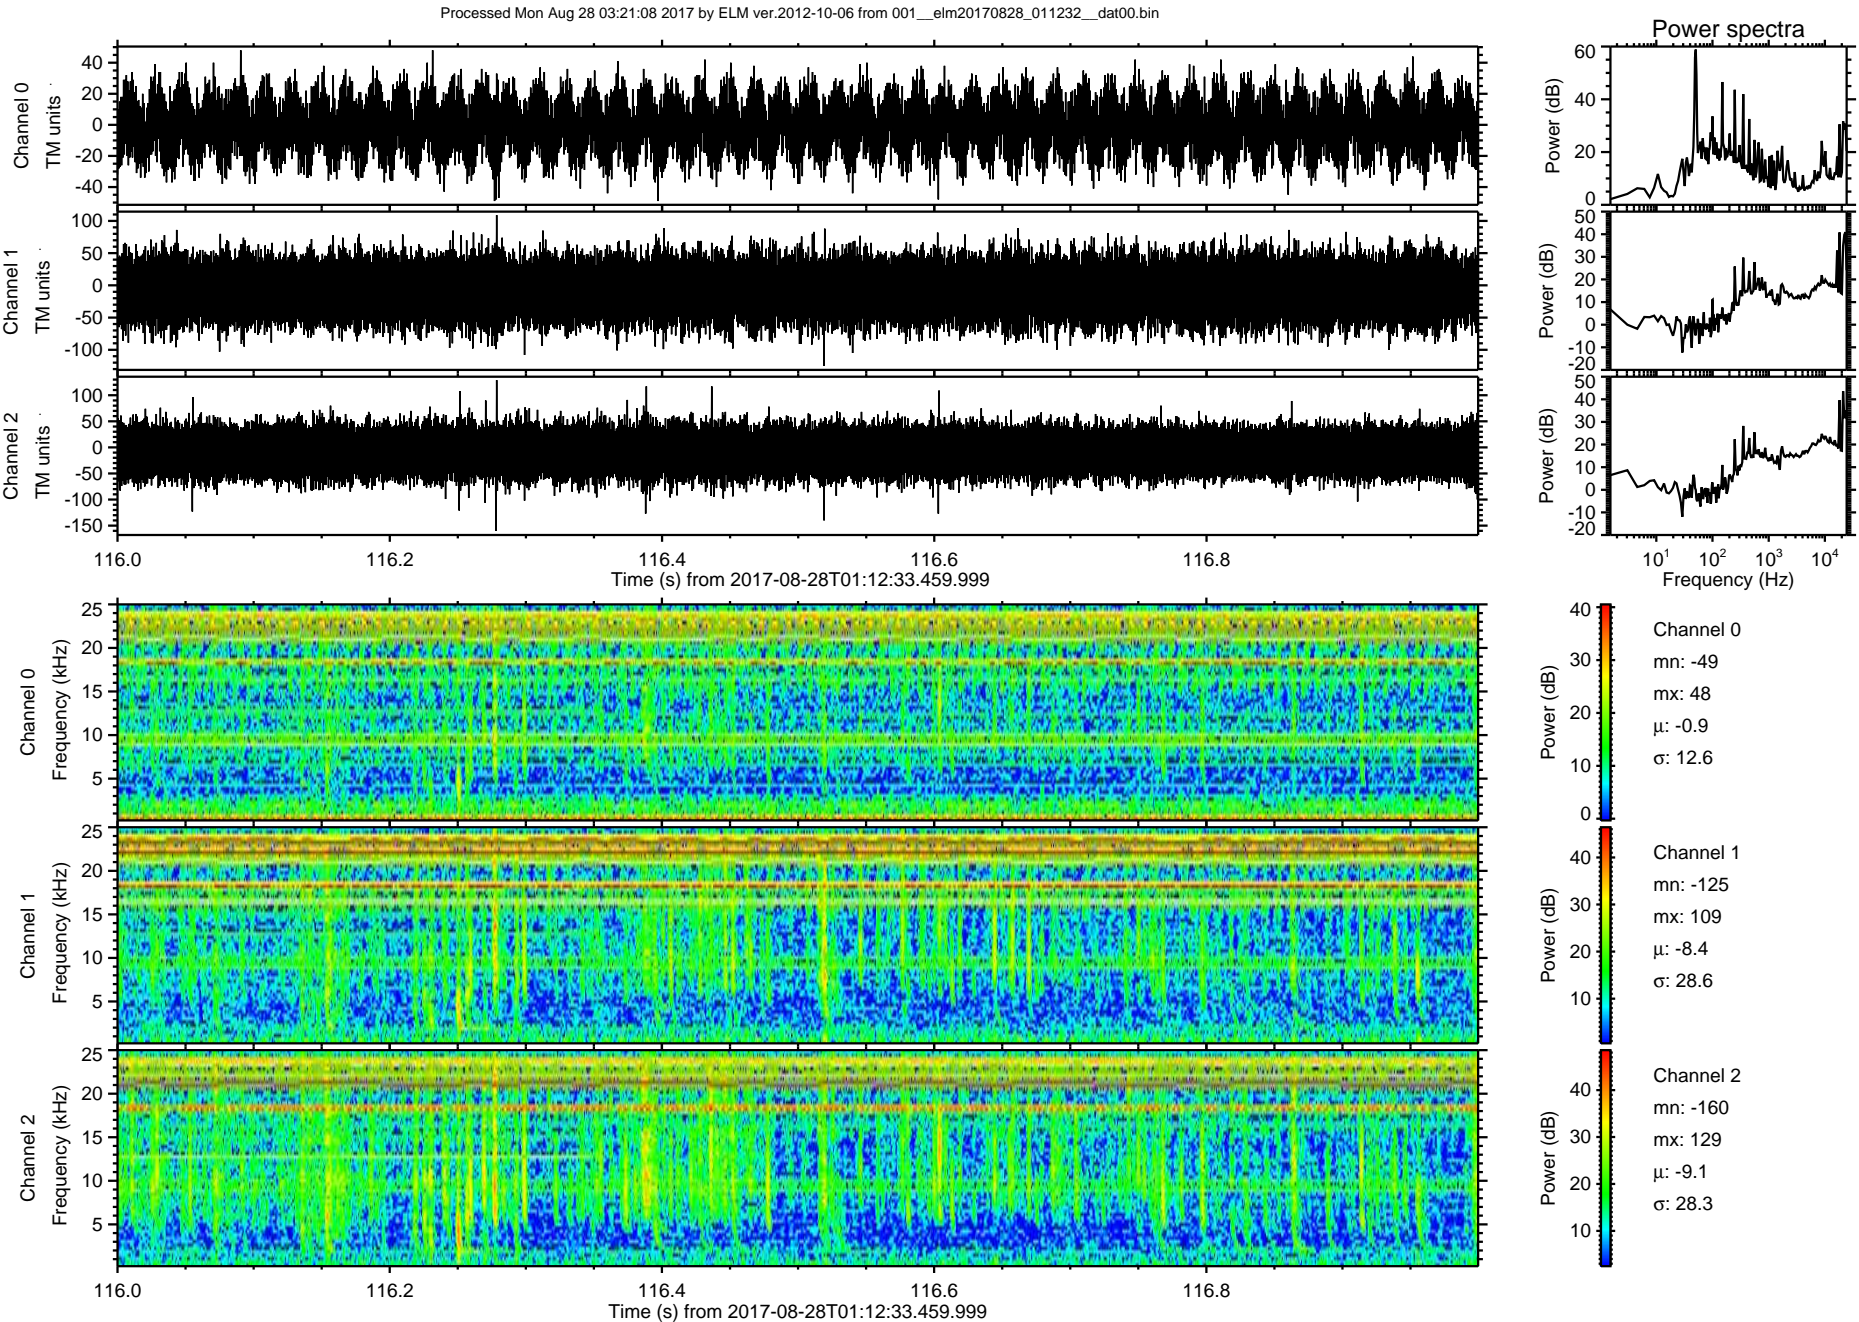 Processed Mon Aug 28 03:21:08 2017 by ELM ver.2012-10-06 from 001__elm20170828_011232__dat00.bin
Power spectra
Channel 0
TM units
40
20
0
-20
-40
Power (dB)
60
40
20
0
Channel 1
TM units
100
50
0
-50
-100
Power (dB)
50
40
30
20
10
0
-10
-20
Channel 2
TM units
100
50
0
-50
-100
-150
Power (dB)
50
40
30
20
10
0
-10
-20
116.0 116.2 116.4 116.6 116.8
Time (s) from 2017-08-28T01:12:33.459.999
10¹ 10² 10³ 10⁴
Frequency (Hz)
Channel 0
Frequency (kHz)
25
20
15
10
5
Power (dB)
40
30
20
10
0
Channel 0
mn: -49
mx: 48
μ: -0.9
σ: 12.6
Channel 1
Frequency (kHz)
25
20
15
10
5
Power (dB)
40
30
20
10
Channel 1
mn: -125
mx: 109
μ: -8.4
σ: 28.6
Channel 2
Frequency (kHz)
25
20
15
10
5
Power (dB)
40
30
20
10
Channel 2
mn: -160
mx: 129
μ: -9.1
σ: 28.3
116.0 116.2 116.4 116.6 116.8
Time (s) from 2017-08-28T01:12:33.459.999